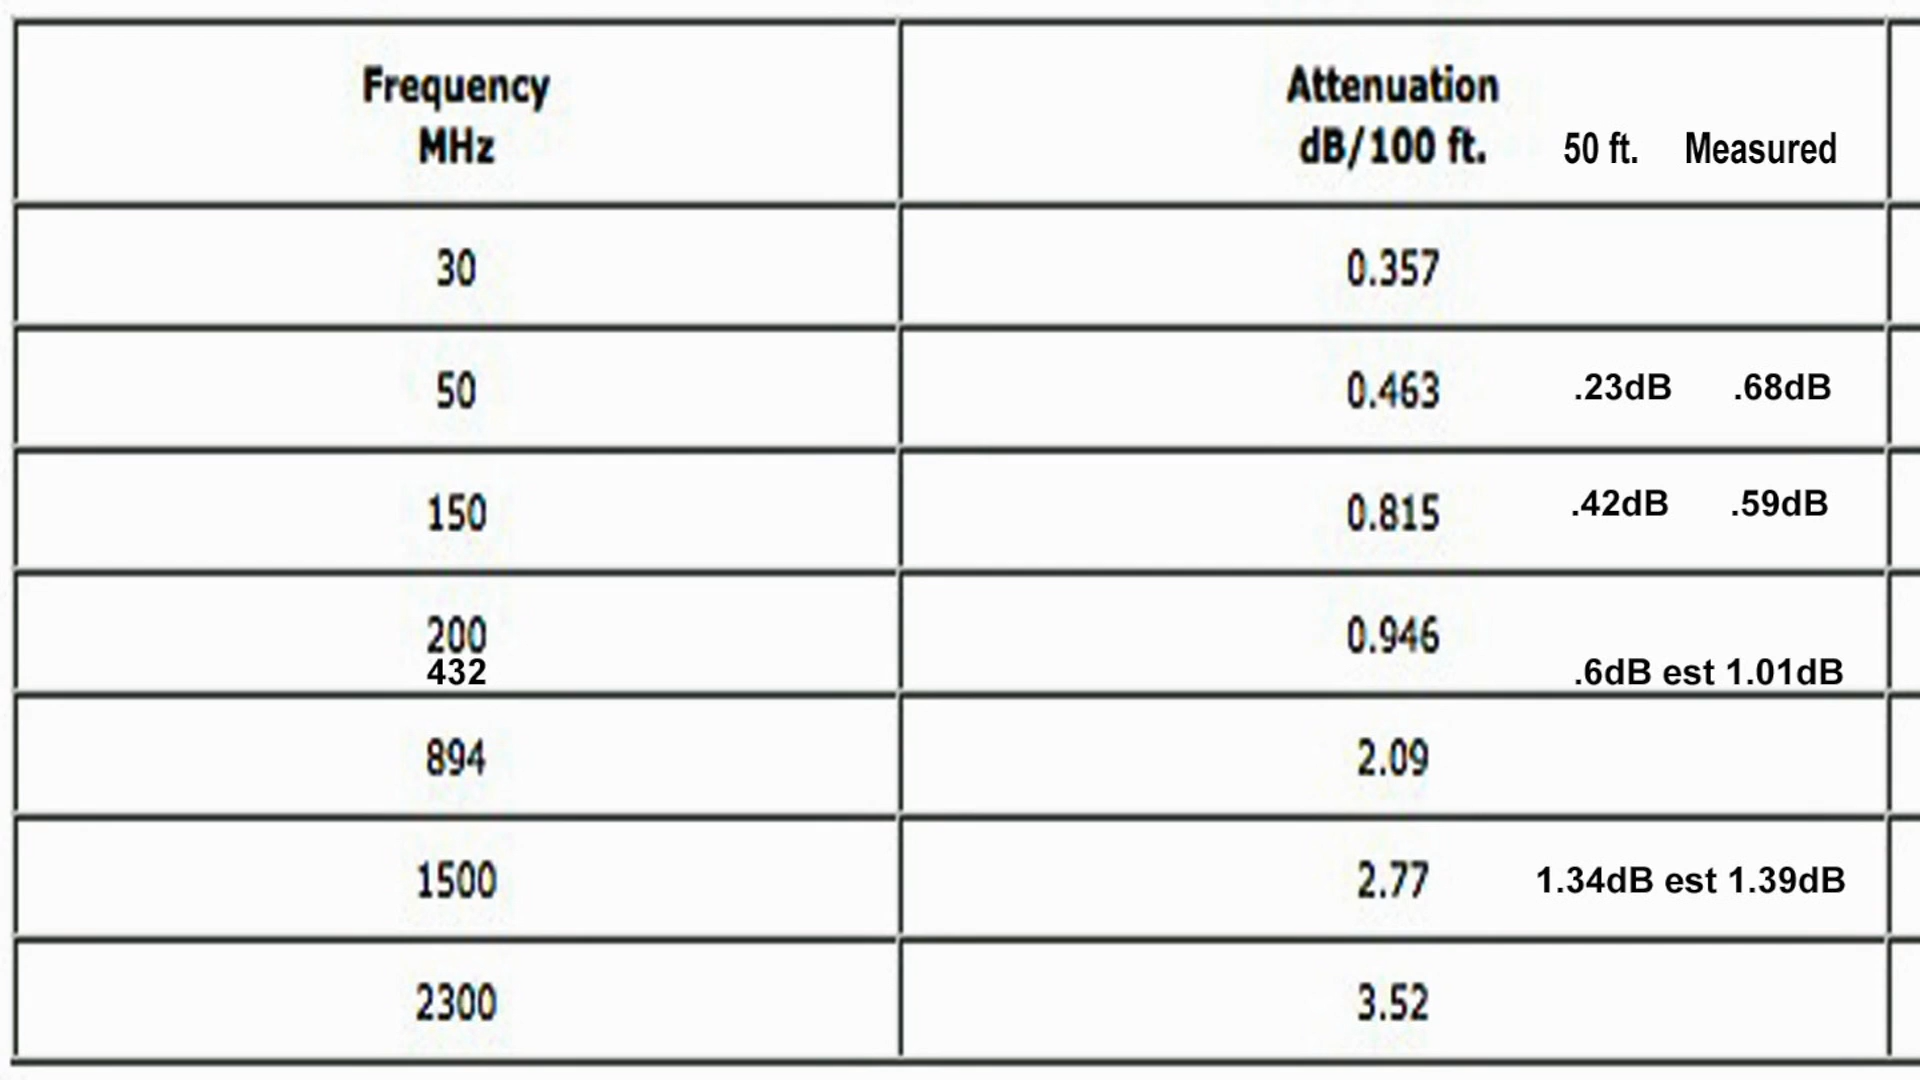 Frequency
MHz
Attenuation
dB/100 ft. 50 ft. Measured
30 0.357
50 0.463 .23dB .68dB
150 0.815 .42dB .59dB
200 0.946
432 .6dB est 1.01dB
894 2.09
1500 2.77 1.34dB est 1.39dB
2300 3.52